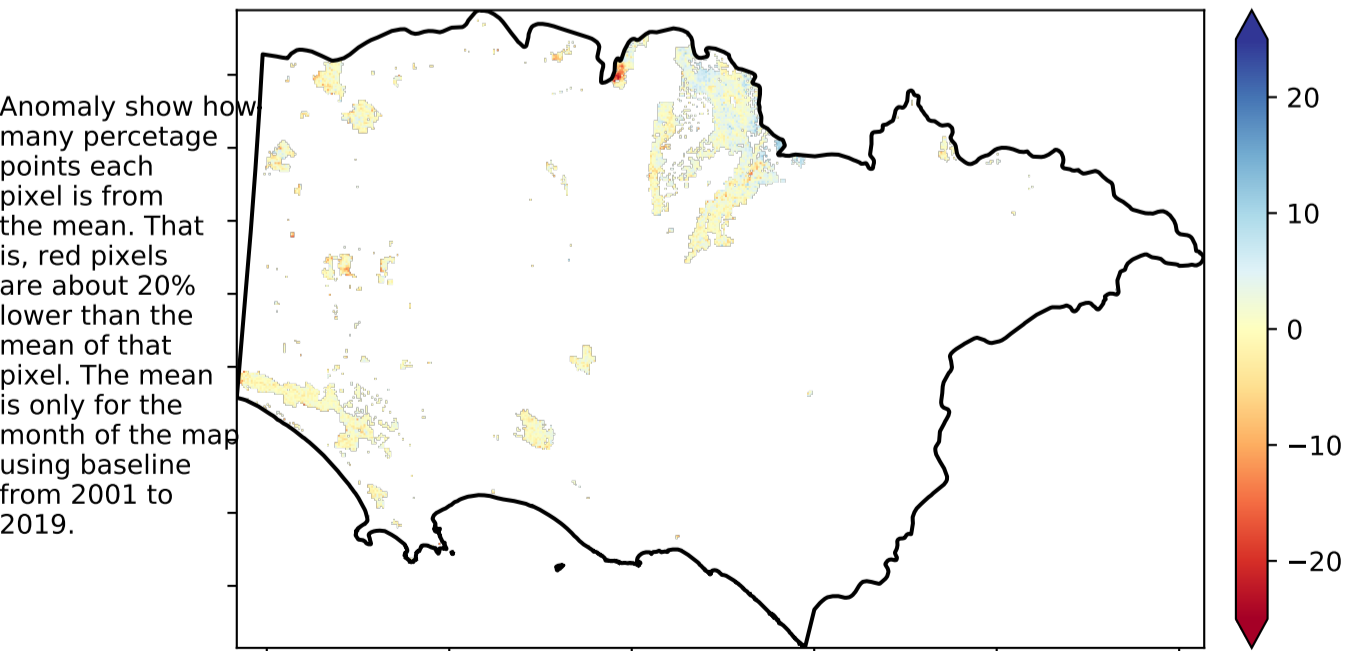 Anomaly show how
many percetage
points each
pixel is from
the mean. That
is, red pixels
are about 20%
lower than the
mean of that
pixel. The mean
is only for the
month of the map
using baseline
from 2001 to
2019.
20
10
0
−10
−20